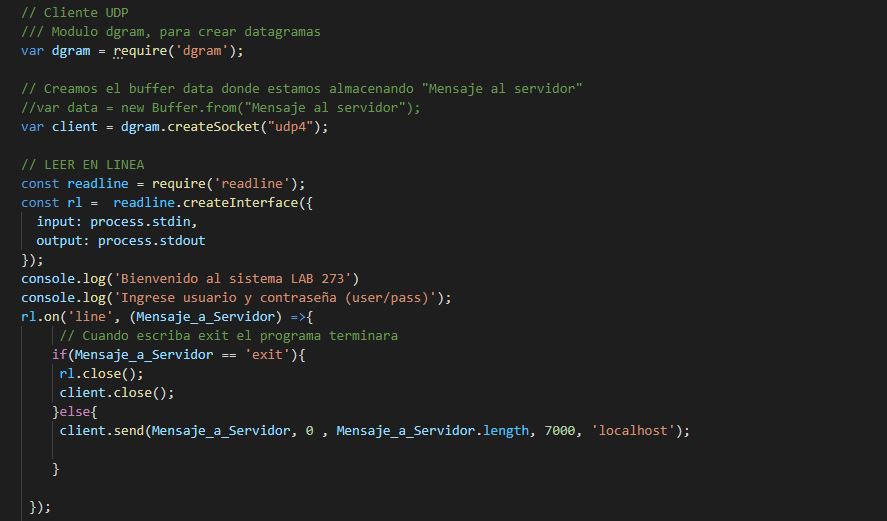 // Cliente UDP
/// Modulo dgram, para crear datagramas
var dgram = require('dgram');

// Creamos el buffer data donde estamos almacenando "Mensaje al servidor"
//var data = new Buffer.from("Mensaje al servidor");
var client = dgram.createSocket("udp4");

// LEER EN LINEA
const readline = require('readline');
const rl =  readline.createInterface({
  input: process.stdin,
  output: process.stdout
});
console.log('Bienvenido al sistema LAB 273')
console.log('Ingrese usuario y contraseña (user/pass)');
rl.on('line', (Mensaje_a_Servidor) =>{
     // Cuando escriba exit el programa terminara
    if(Mensaje_a_Servidor == 'exit'){
     rl.close();
     client.close();
    }else{
     client.send(Mensaje_a_Servidor, 0 , Mensaje_a_Servidor.length, 7000, 'localhost');

    }

 });